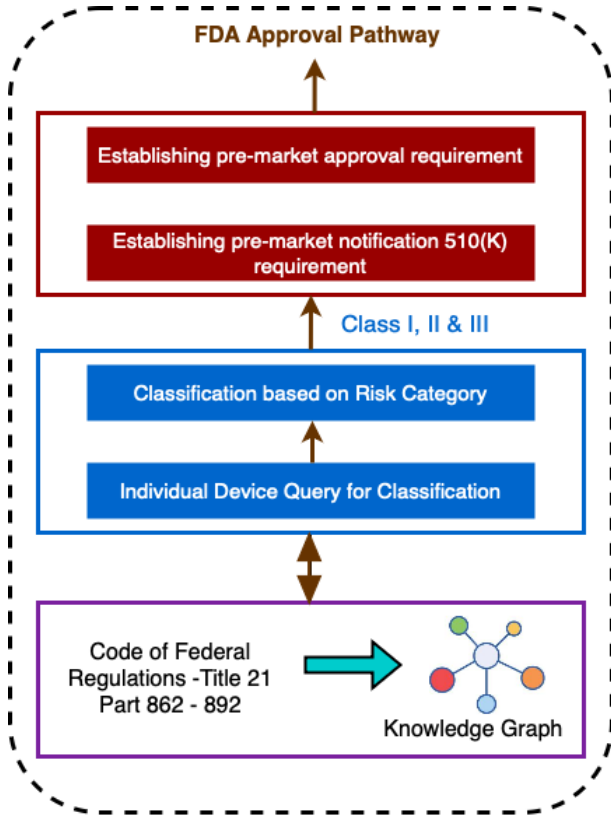 FDA Approval Pathway
Establishing pre-market approval requirement
Establishing pre-market notification 510(K)
requirement
Class I, II & III
Classification based on Risk Category
Individual Device Query for Classification
Code of Federal
Regulations -Title 21
Part 862 - 892
Knowledge Graph